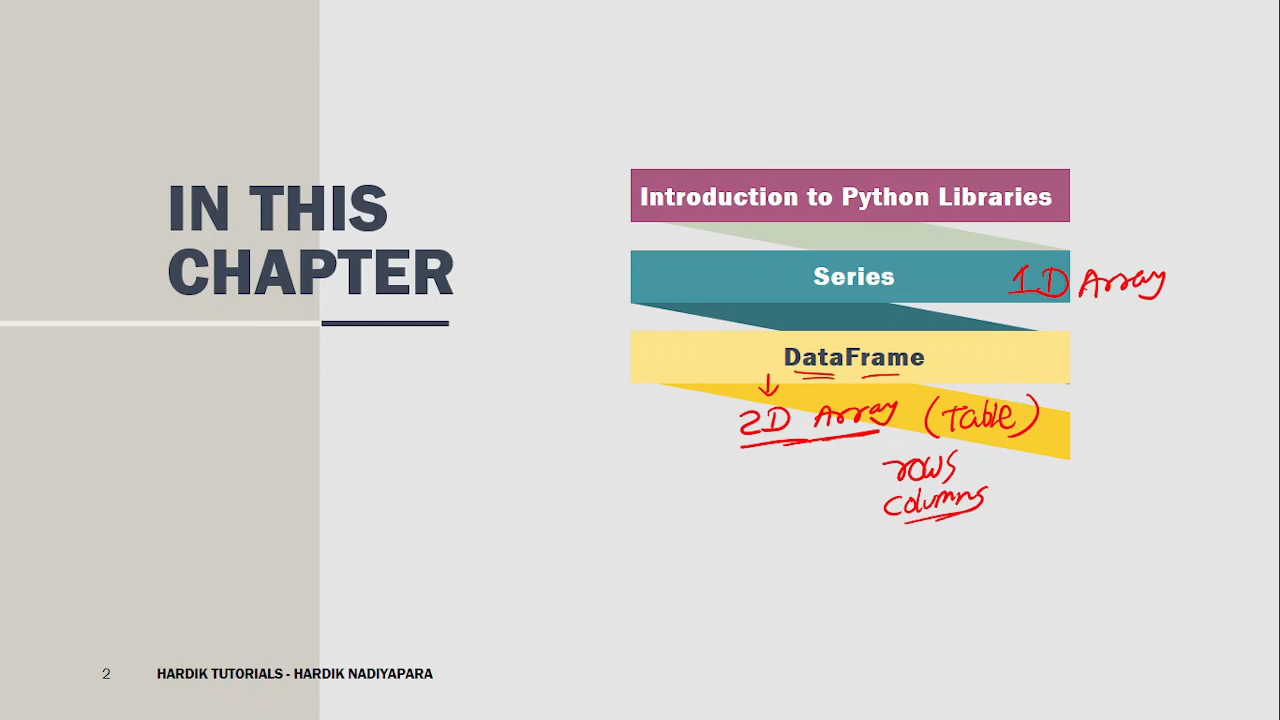 IN THIS
CHAPTER
Introduction to Python Libraries
Series
1D Array
DataFrame
2D Array (Table)
rows
columns
2
HARDIK TUTORIALS - HARDIK NADIYAPARA